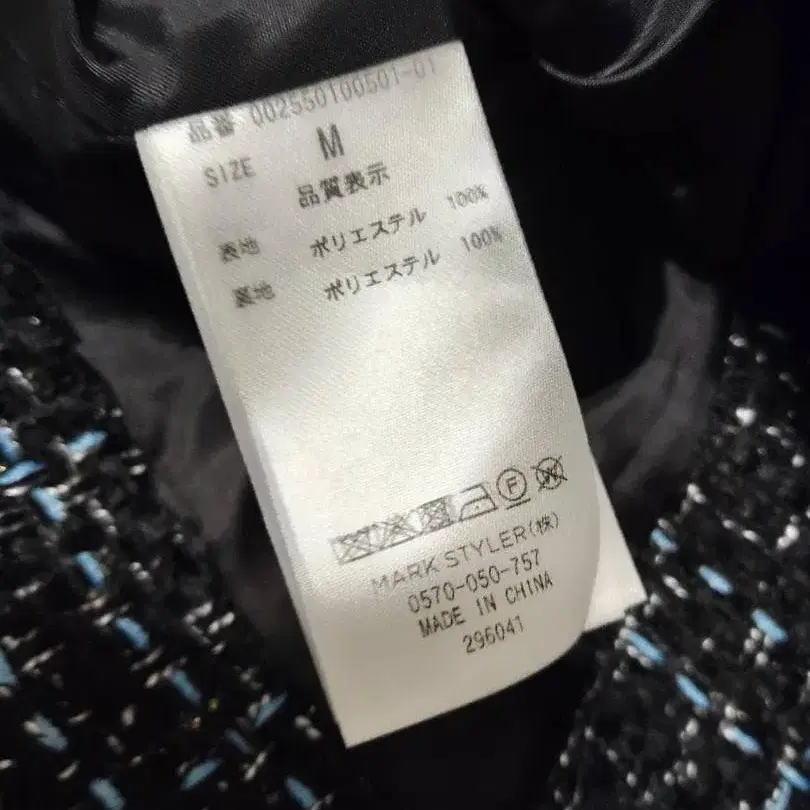 品番 002550100501-01
SIZE M
品質表示
表地 ポリエステル 100%
裏地 ポリエステル 100%
F
MARK STYLER(株)
0570-050-757
MADE IN CHINA
296041